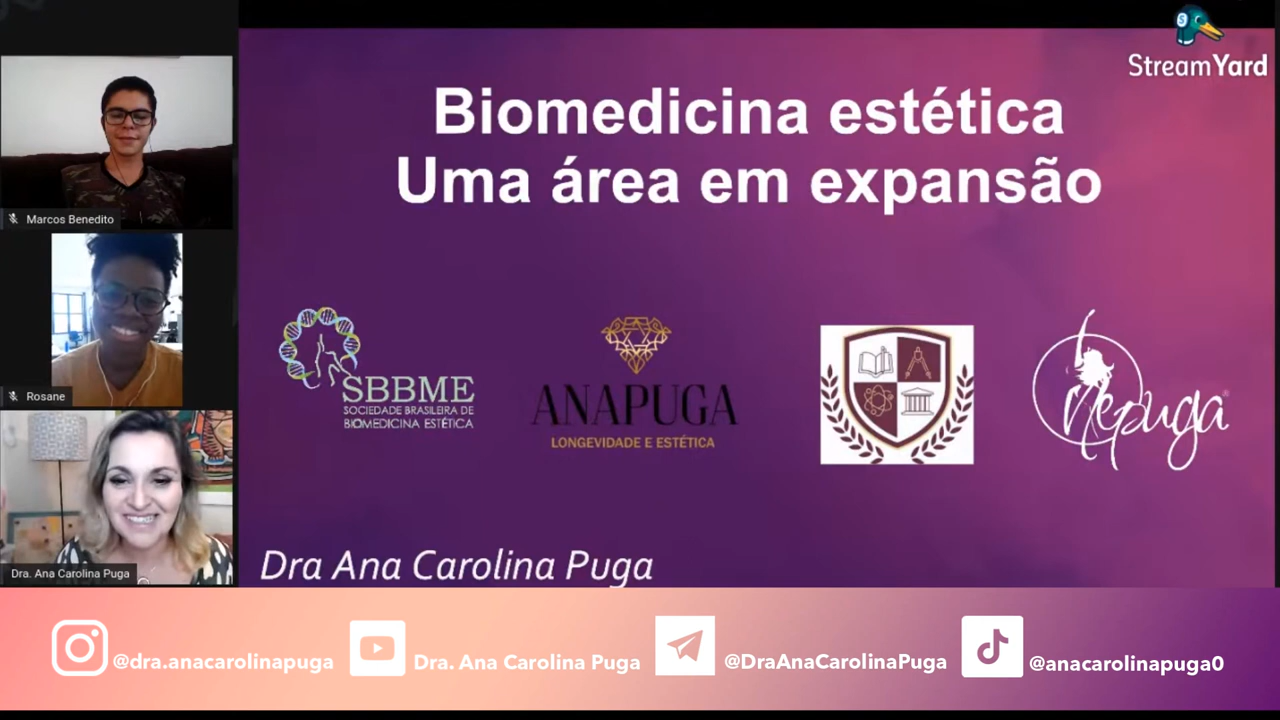 StreamYard
Biomedicina estética
Uma área em expansão
Marcos Benedito
Rosane
Dra. Ana Carolina Puga
SBBME
SOCIEDADE BRASILEIRA DE
BIOMEDICINA ESTÉTICA
ANAPUGA
LONGEVIDADE E ESTÉTICA
Nepuga®
Dra Ana Carolina Puga
@dra.anacarolinapuga
Dra. Ana Carolina Puga
@DraAnaCarolinaPuga
@anacarolinapuga0